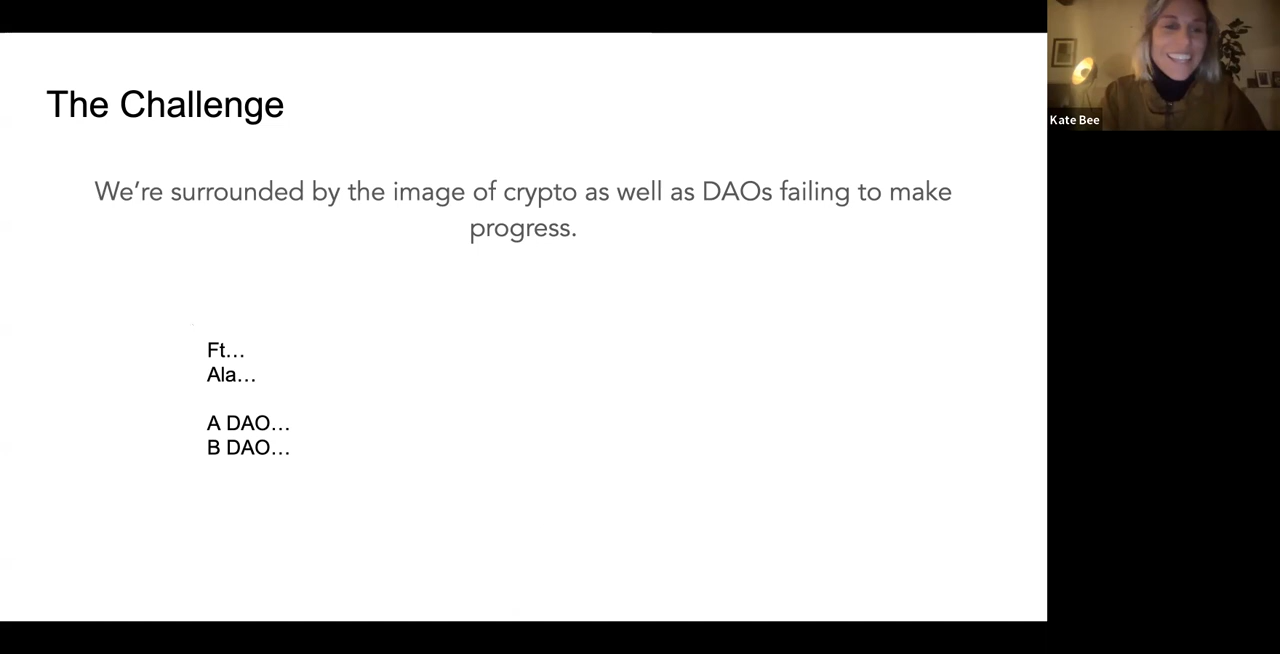 The Challenge
We’re surrounded by the image of crypto as well as DAOs failing to make
progress.
Ft…
Ala…
A DAO…
B DAO…
Kate Bee